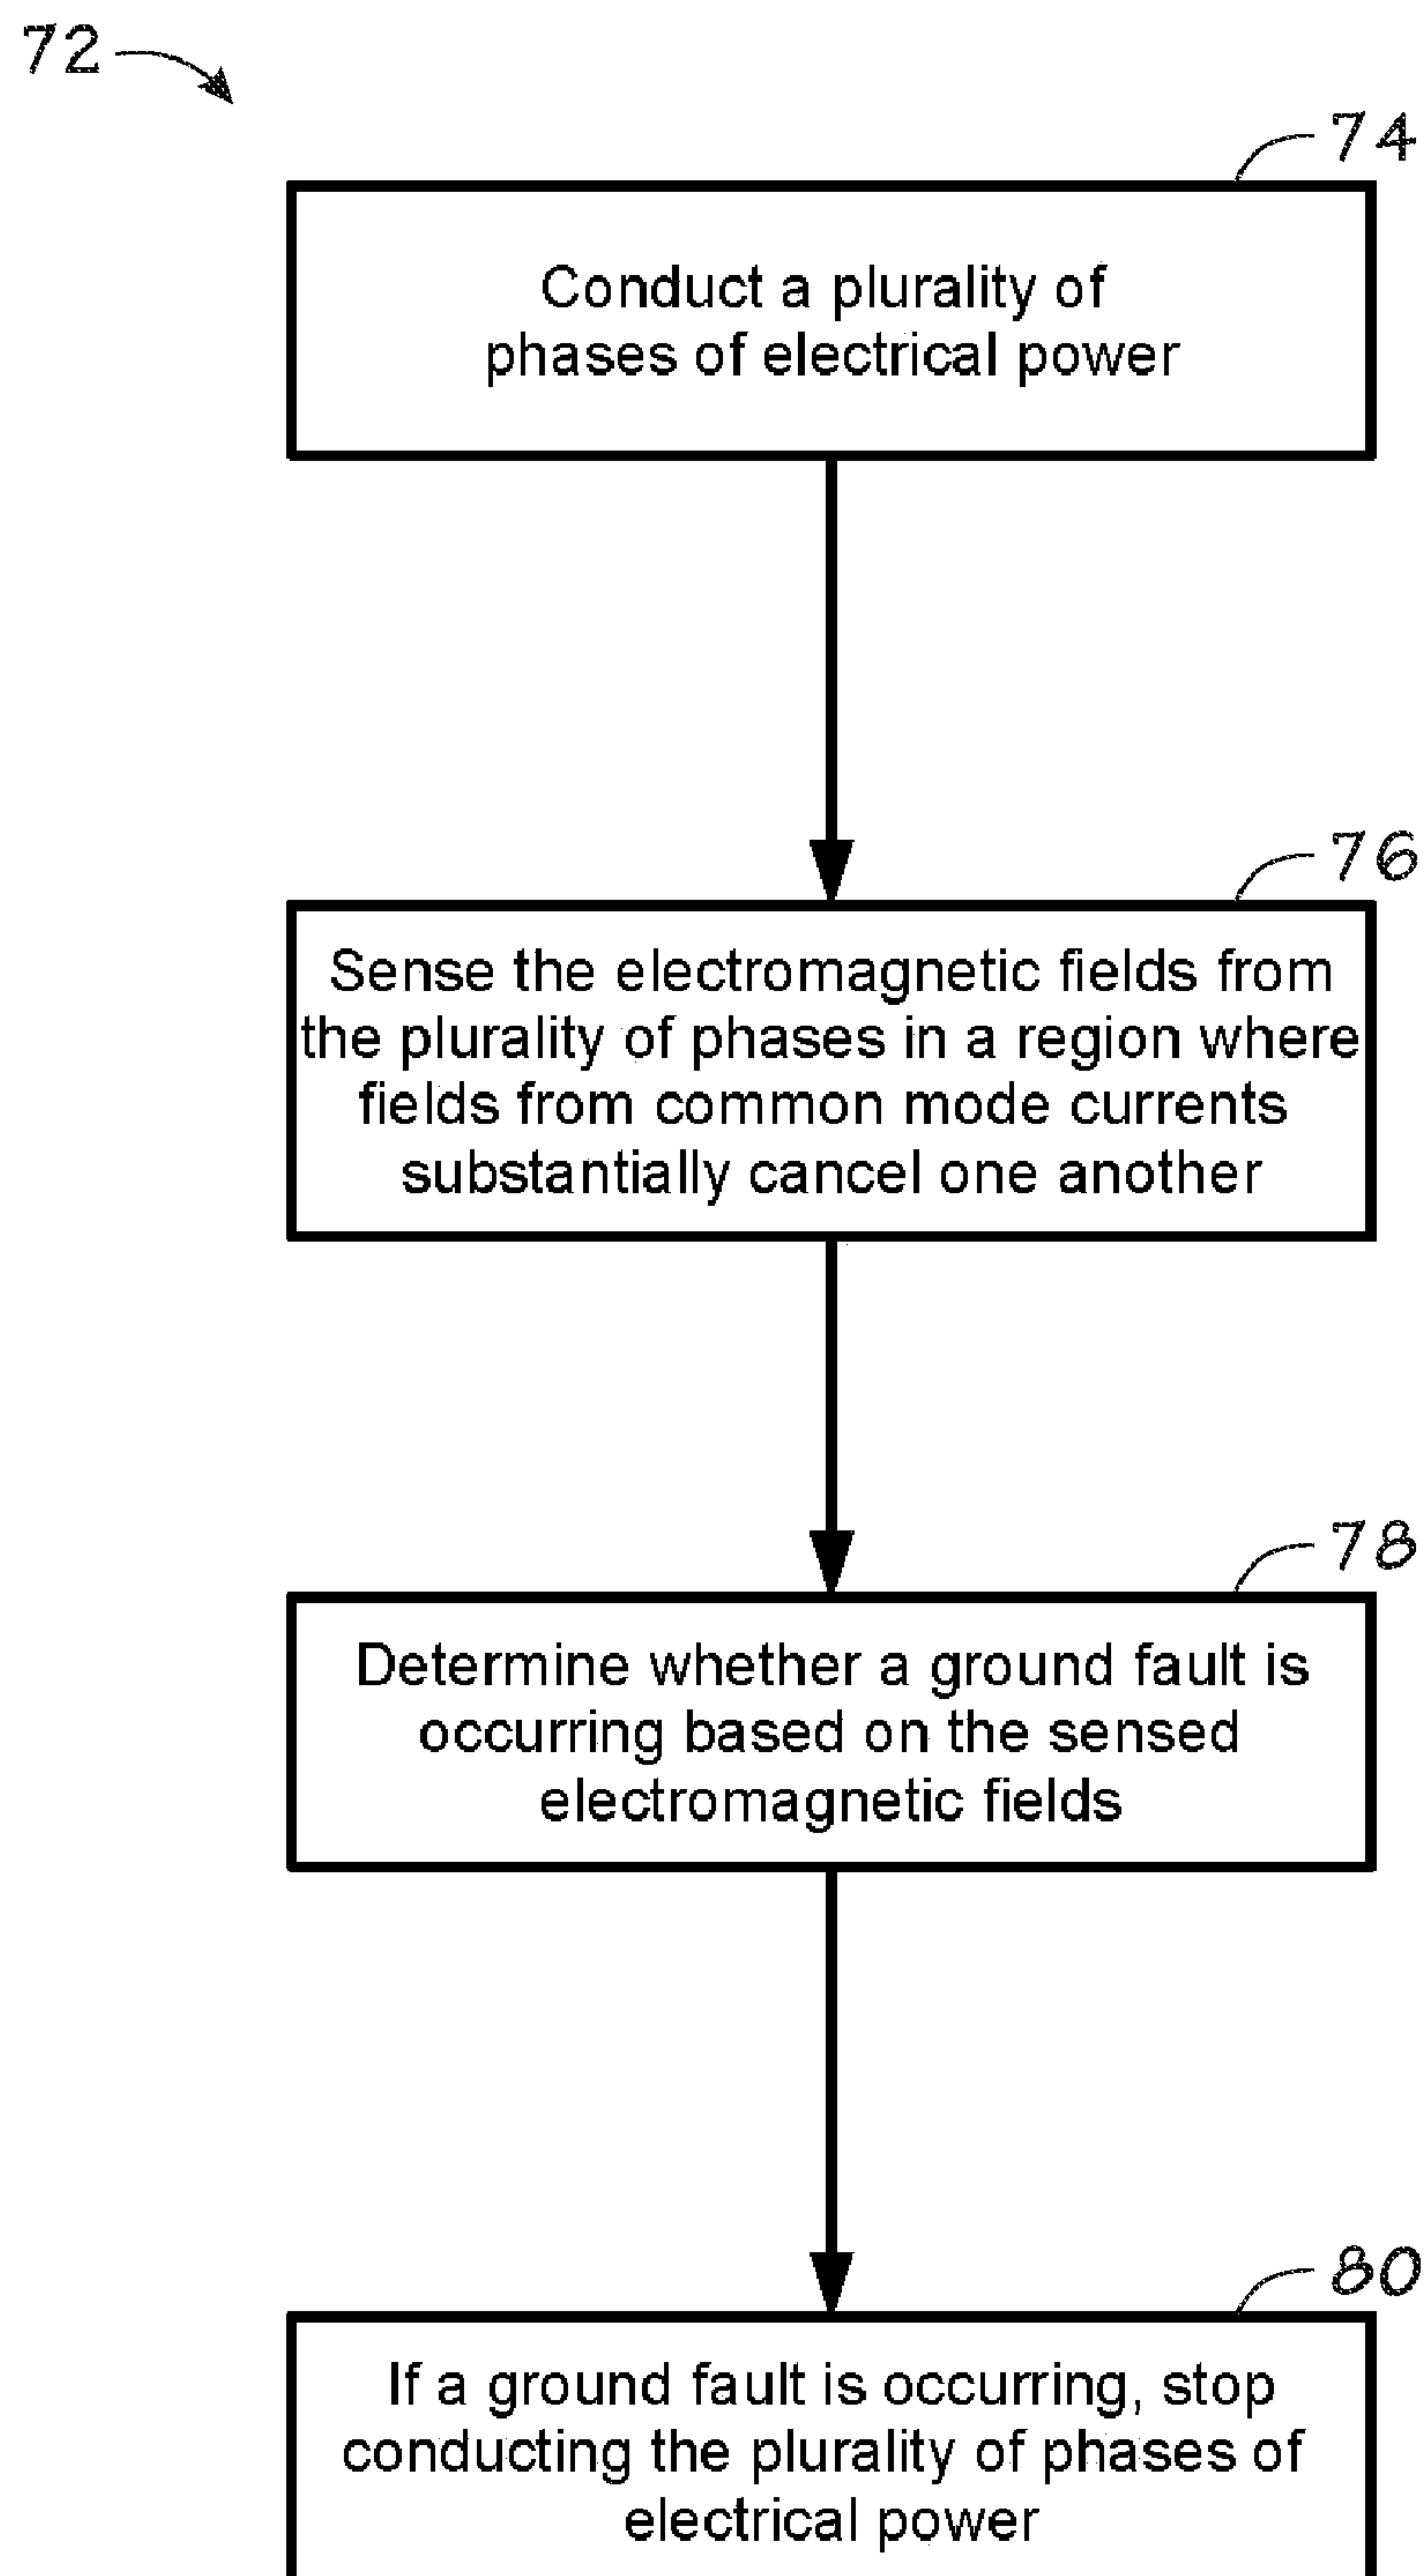 72
74
Conduct a plurality of
phases of electrical power
76
Sense the electromagnetic fields from
the plurality of phases in a region where
fields from common mode currents
substantially cancel one another
78
Determine whether a ground fault is
occurring based on the sensed
electromagnetic fields
80
If a ground fault is occurring, stop
conducting the plurality of phases of
electrical power